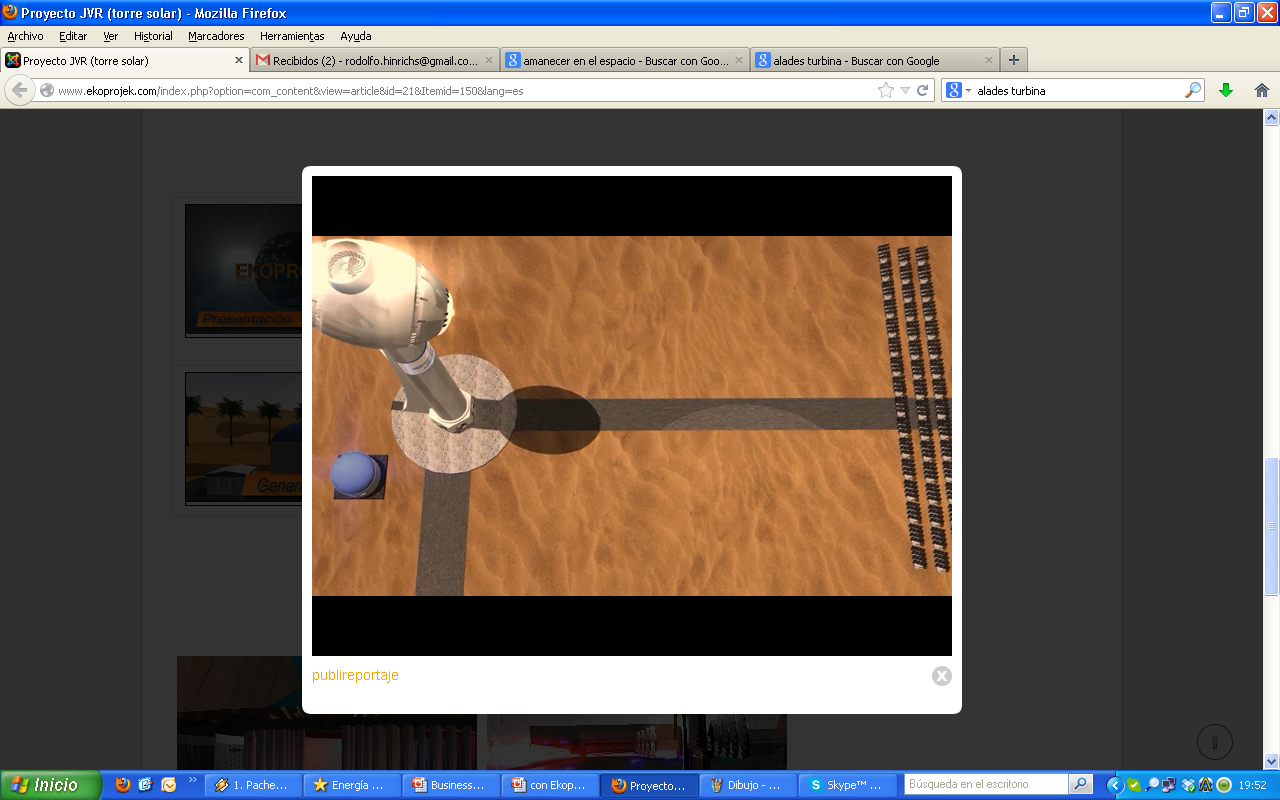 Proyecto JVR (torre solar) - Mozilla Firefox
Archivo Editar Ver Historial Marcadores Herramientas Ayuda
Proyecto JVR (torre solar)
Recibidos (2) - rodolfo.hinrichs@gmail.co...
amanecer en el espacio - Buscar con Goo...
alades turbina - Buscar con Google
www.ekoprojek.com/index.php?option=com_content&view=article&id=21&Itemid=150&lang=es
alades turbina
Presentación
publireportaje
Inicio
1. Pache...
Energía ...
Business...
con Ekop...
Proyecto...
Dibujo - ...
Skype™ ...
Búsqueda en el escritorio
19:52